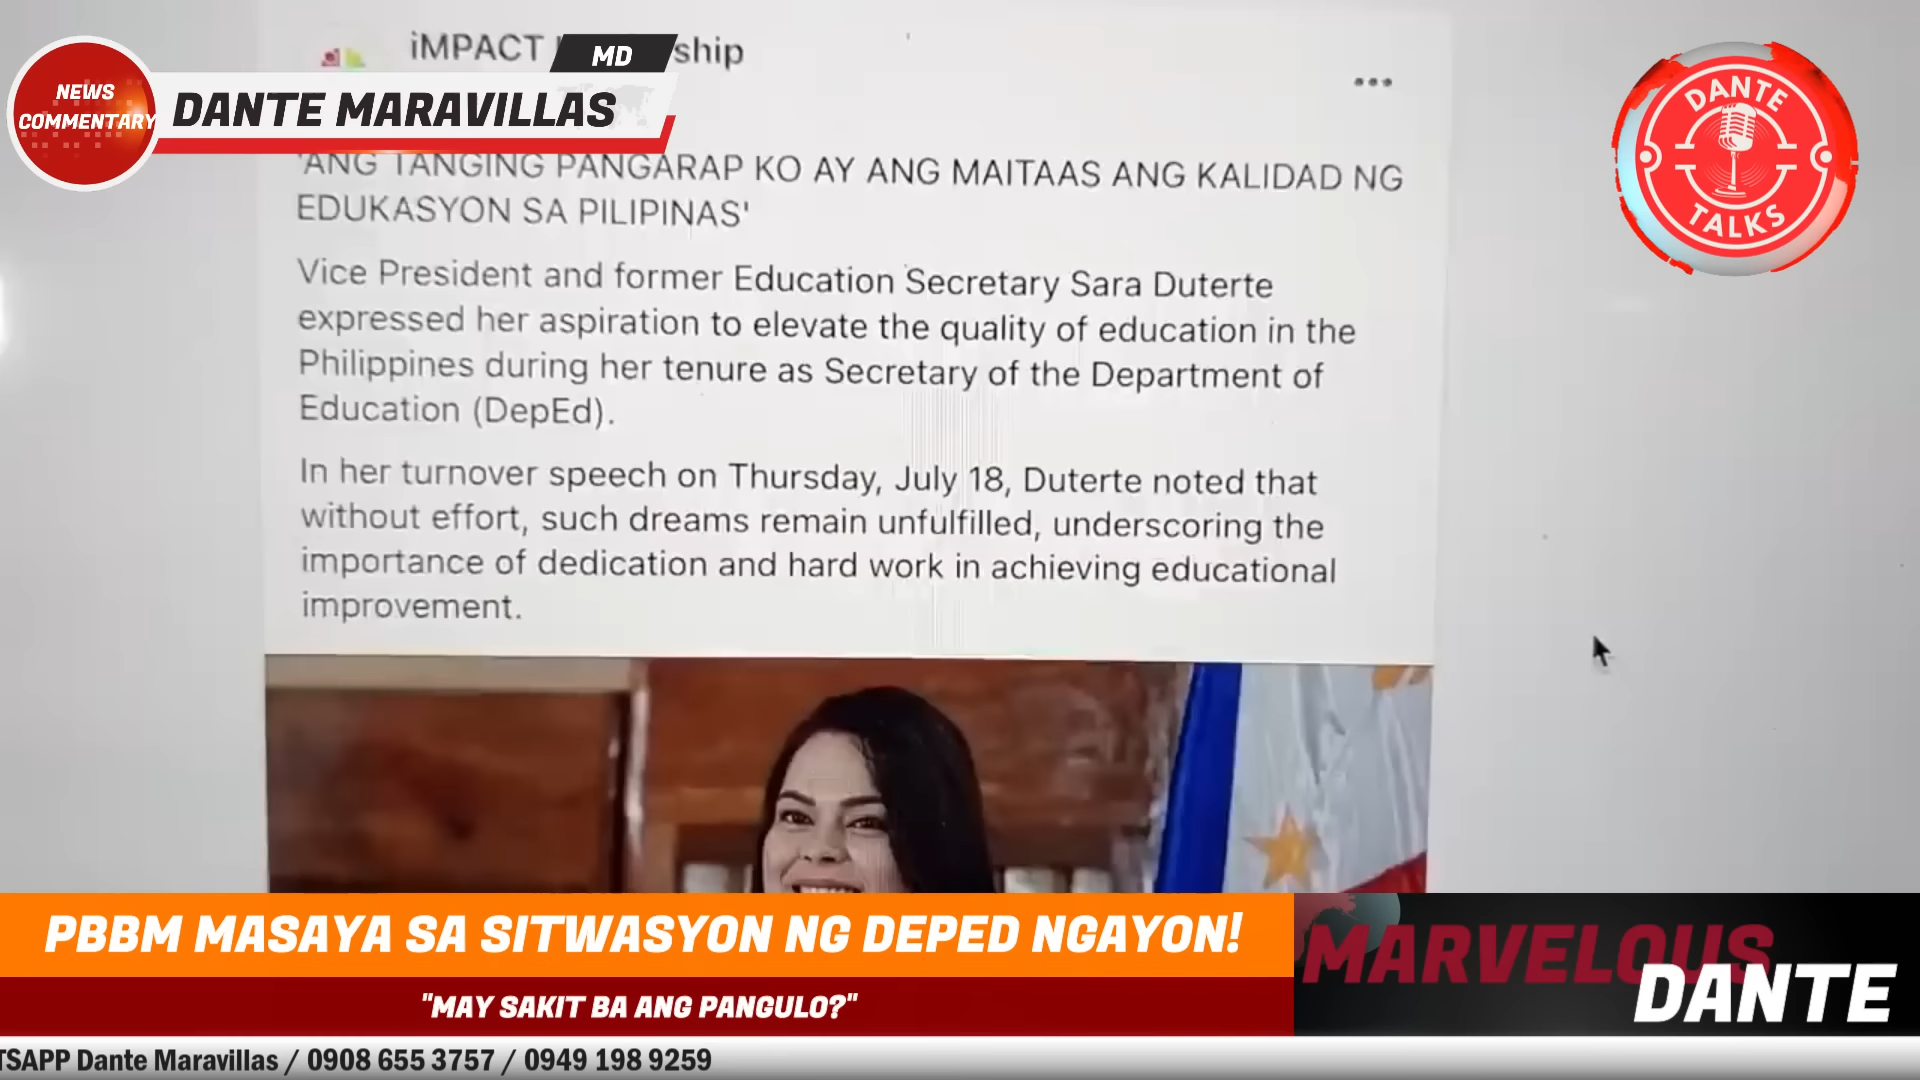 iMPACT ship
MD
NEWS
COMMENTARY
DANTE MARAVILLAS
DANTE
TALKS
'ANG TANGING PANGARAP KO AY ANG MAITAAS ANG KALIDAD NG
EDUKASYON SA PILIPINAS'
Vice President and former Education Secretary Sara Duterte
expressed her aspiration to elevate the quality of education in the
Philippines during her tenure as Secretary of the Department of
Education (DepEd).
In her turnover speech on Thursday, July 18, Duterte noted that
without effort, such dreams remain unfulfilled, underscoring the
importance of dedication and hard work in achieving educational
improvement.
PBBM MASAYA SA SITWASYON NG DEPED NGAYON!
"MAY SAKIT BA ANG PANGULO?"
MARVELOUS
DANTE
TSAPP Dante Maravillas / 0908 655 3757 / 0949 198 9259